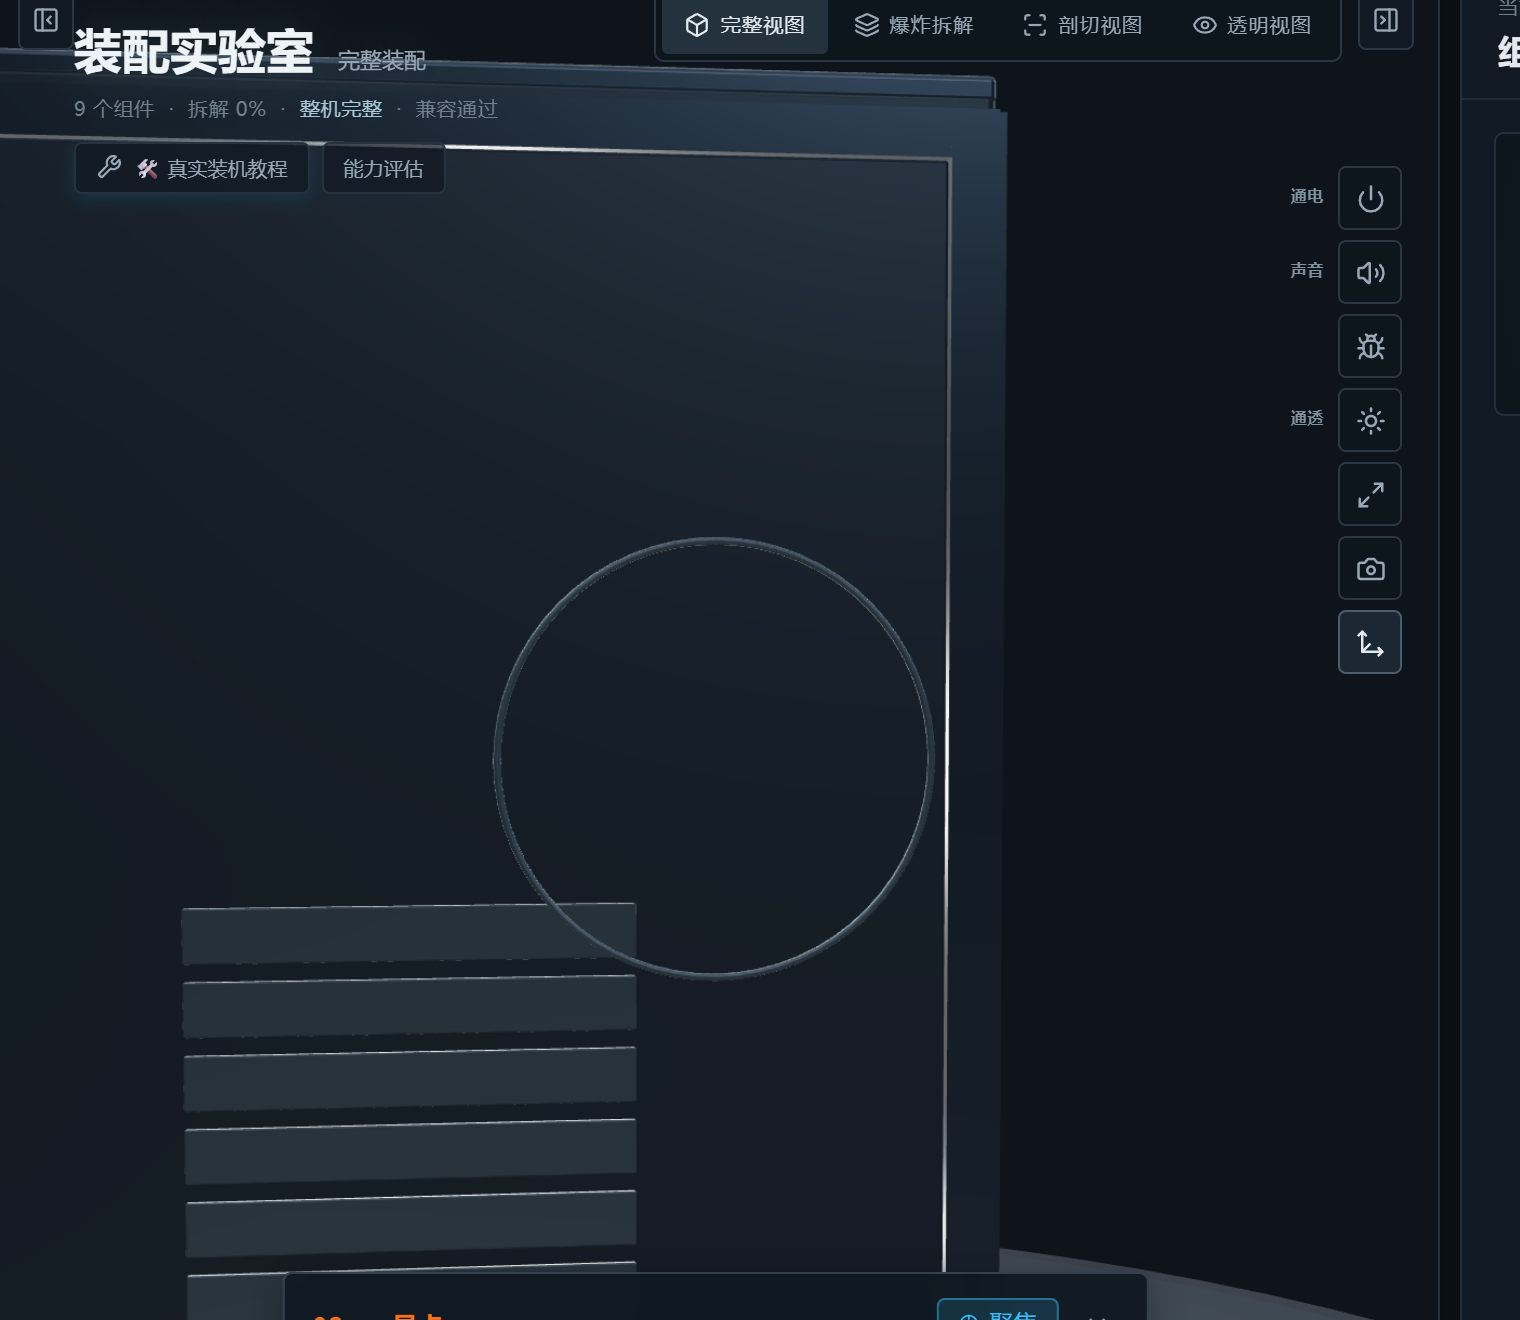 完整视图
爆炸拆解
剖切视图
透明视图
装配实验室 完整装配
9 个组件 · 拆解 0% · 整机完整 · 兼容通过
🛠 真实装机教程
能力评估
通电
声音
通透
聚焦